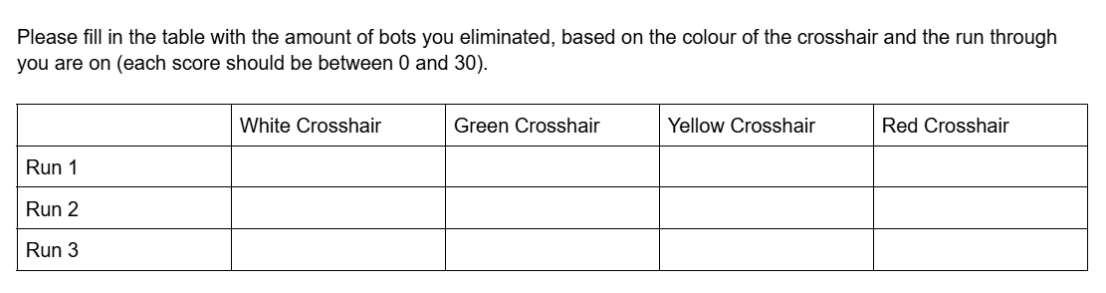 Please fill in the table with the amount of bots you eliminated, based on the colour of the crosshair and the run through
you are on (each score should be between 0 and 30).
White Crosshair Green Crosshair Yellow Crosshair Red Crosshair
Run 1
Run 2
Run 3